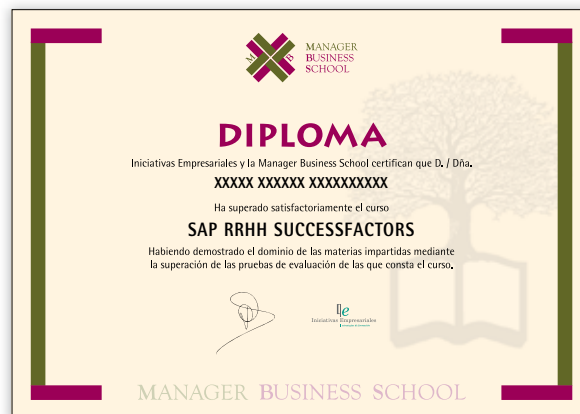 MANAGER
BUSINESS
SCHOOL
M B
DIPLOMA
Iniciativas Empresariales y la Manager Business School certifican que D. / Dña.
XXXXX XXXXXX XXXXXXXXXX
Ha superado satisfactoriamente el curso
SAP RRHH SUCCESSFACTORS
Habiendo demostrado el dominio de las materias impartidas mediante
la superación de las pruebas de evaluación de las que consta el curso.
Ie
Iniciativas Empresariales
MANAGER BUSINESS SCHOOL